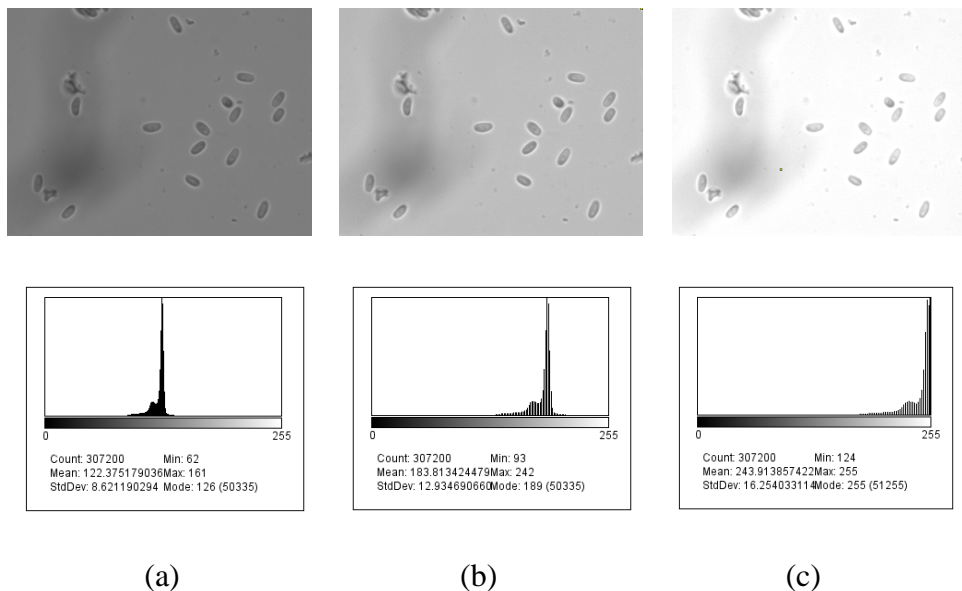 0 255
Count: 307200 Min: 62
Mean: 122.375179036 Max: 161
StdDev: 8.621190294 Mode: 126 (50335)
0 255
Count: 307200 Min: 93
Mean: 183.813424479 Max: 242
StdDev: 12.934690660 Mode: 189 (50335)
0 255
Count: 307200 Min: 124
Mean: 243.913857422 Max: 255
StdDev: 16.254033114 Mode: 255 (51255)
(a) (b) (c)